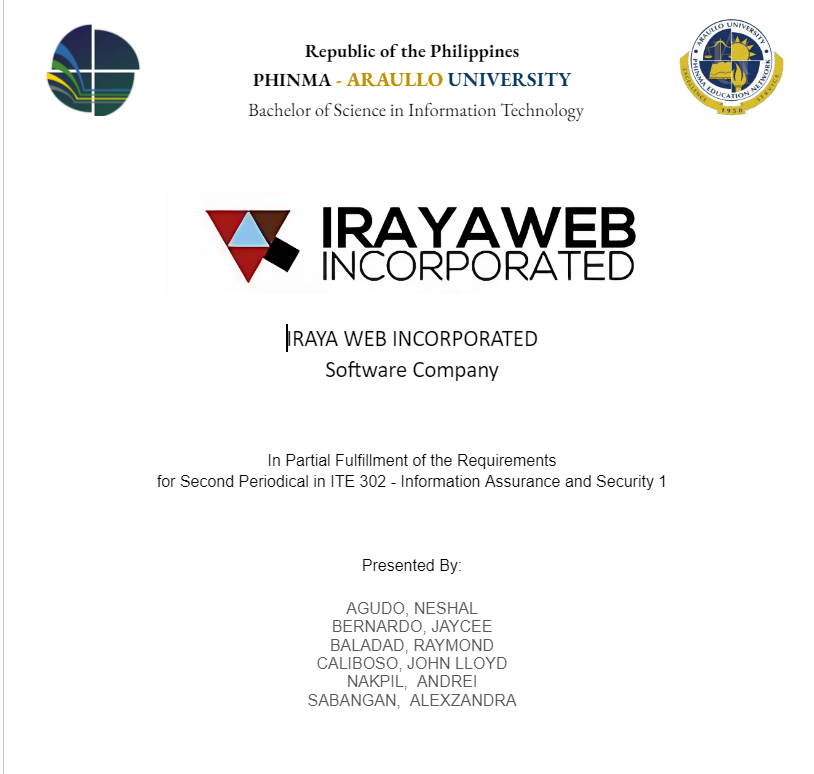 Republic of the Philippines
PHINMA - ARAULLO UNIVERSITY
Bachelor of Science in Information Technology
ARAULLO UNIVERSITY
PHINMA EDUCATION NETWORK
EXCELLENCE
SERVICE
1950
IRAYAWEB
INCORPORATED
IRAYA WEB INCORPORATED
Software Company
In Partial Fulfillment of the Requirements
for Second Periodical in ITE 302 - Information Assurance and Security 1
Presented By:
AGUDO, NESHAL
BERNARDO, JAYCEE
BALADAD, RAYMOND
CALIBOSO, JOHN LLOYD
NAKPIL,  ANDREI
SABANGAN,  ALEXZANDRA